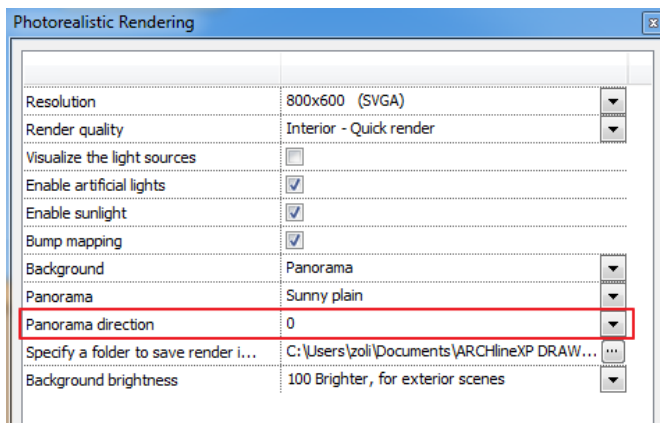 Photorealistic Rendering
Resolution 800x600 (SVGA)
Render quality Interior - Quick render
Visualize the light sources
Enable artificial lights
Enable sunlight
Bump mapping
Background Panorama
Panorama Sunny plain
Panorama direction 0
Specify a folder to save render i... C:\Users\zoli\Documents\ARCHlineXP DRAW... ...
Background brightness 100 Brighter, for exterior scenes